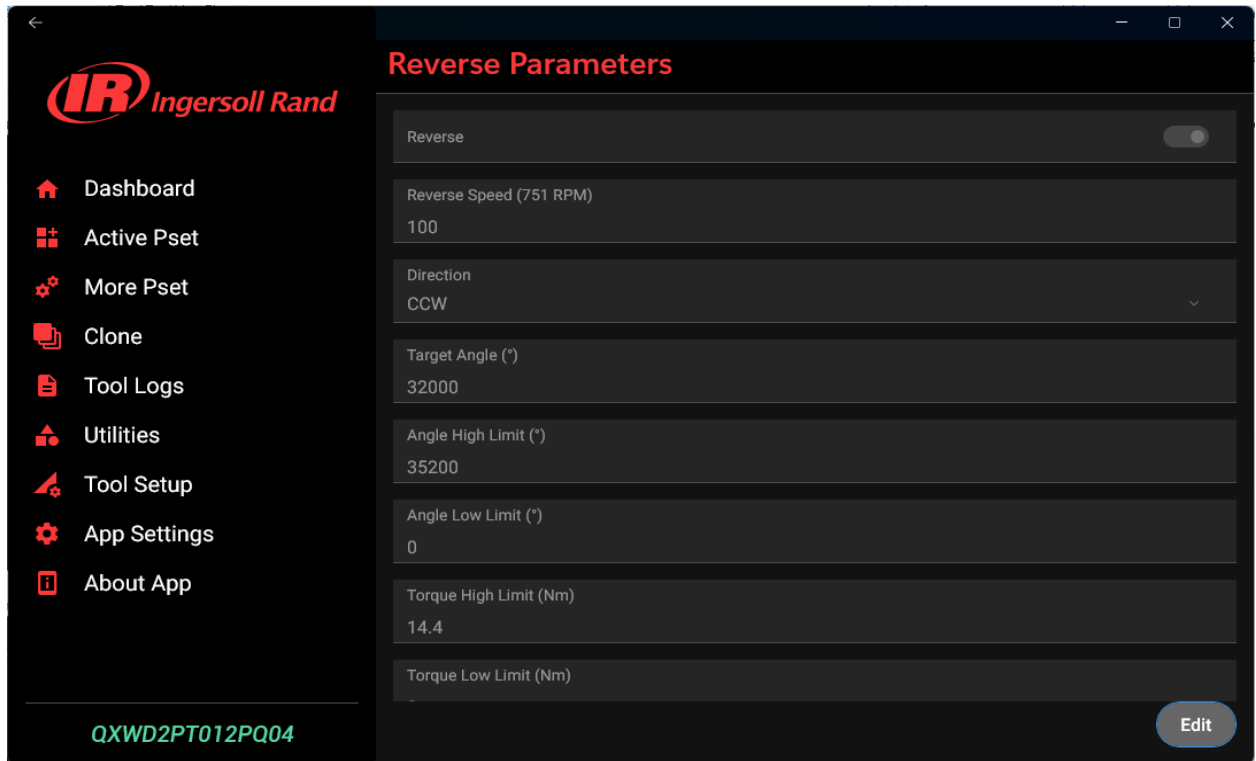 Reverse Parameters
IR Ingersoll Rand
Dashboard
Active Pset
More Pset
Clone
Tool Logs
Utilities
Tool Setup
App Settings
About App
QXWD2PT012PQ04
Reverse
Reverse Speed (751 RPM)
100
Direction
CCW
Target Angle (°)
32000
Angle High Limit (°)
35200
Angle Low Limit (°)
0
Torque High Limit (Nm)
14.4
Torque Low Limit (Nm)
Edit